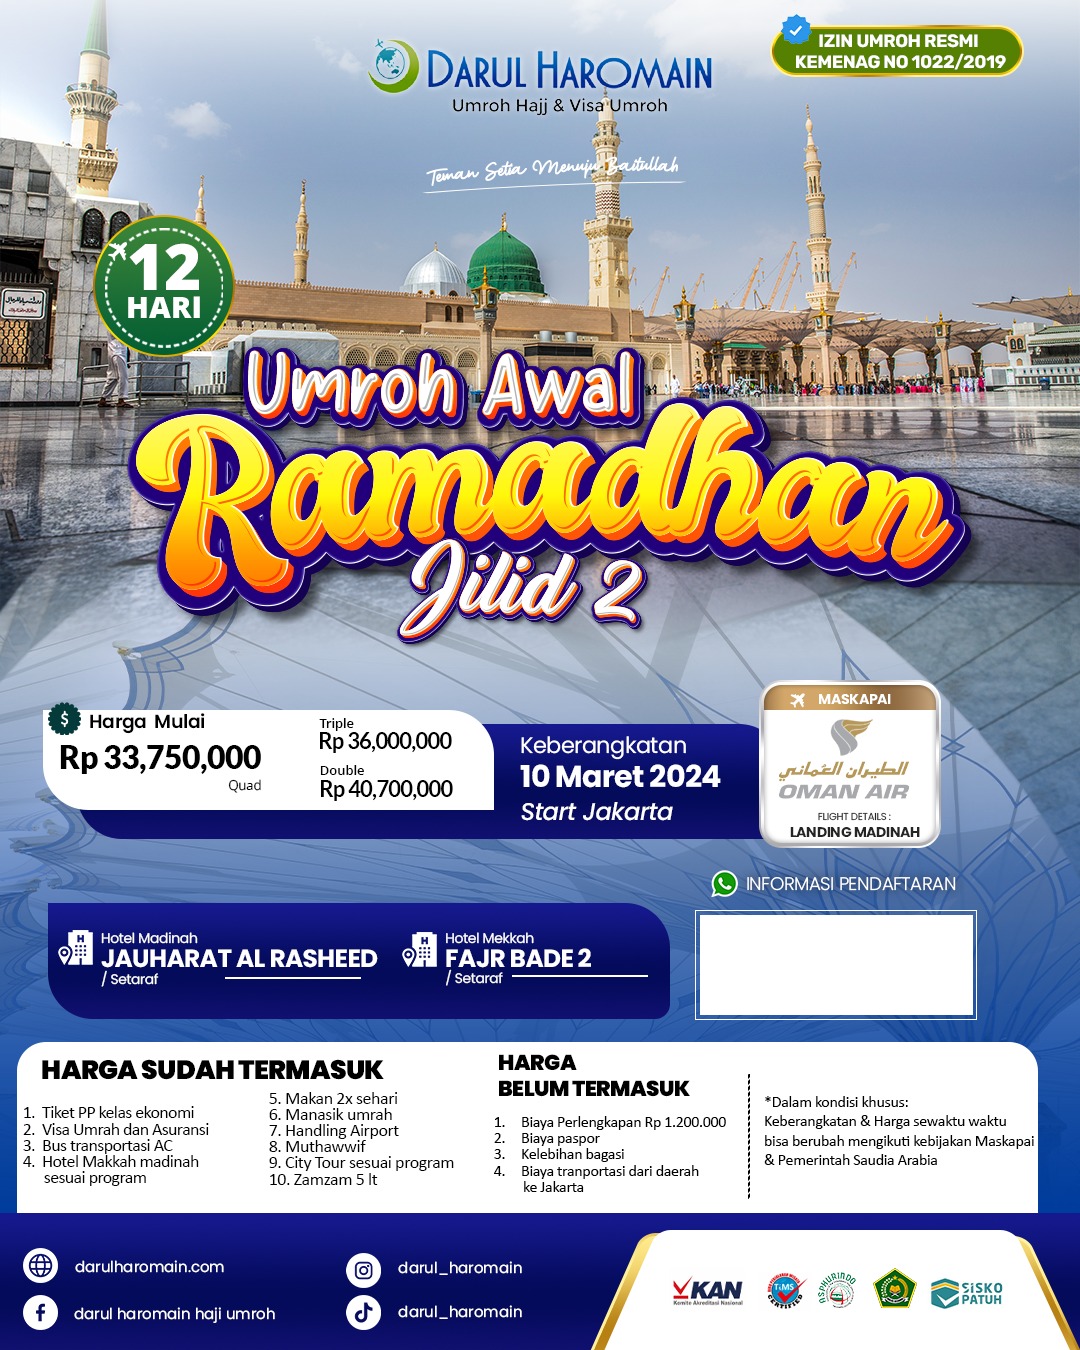 DARUL HAROMAIN
Umroh Hajj & Visa Umroh
IZIN UMROH RESMI
KEMENAG NO 1022/2019
Teman Setia Menuju Baitullah
12
HARI
Umroh Awal
Ramadhan
Jilid 2
$ Harga Mulai
Rp 33,750,000
Quad
Triple
Rp 36,000,000
Double
Rp 40,700,000
Keberangkatan
10 Maret 2024
Start Jakarta
MASKAPAI
الطيران العُماني
OMAN AIR
FLIGHT DETAILS :
LANDING MADINAH
INFORMASI PENDAFTARAN
Hotel Madinah
JAUHARAT AL RASHEED
/ Setaraf
Hotel Mekkah
FAJR BADE 2
/ Setaraf
HARGA SUDAH TERMASUK
1. Tiket PP kelas ekonomi
2. Visa Umrah dan Asuransi
3. Bus transportasi AC
4. Hotel Makkah madinah
sesuai program
5. Makan 2x sehari
6. Manasik umrah
7. Handling Airport
8. Muthawwif
9. City Tour sesuai program
10. Zamzam 5 lt
HARGA
BELUM TERMASUK
1. Biaya Perlengkapan Rp 1.200.000
2. Biaya paspor
3. Kelebihan bagasi
4. Biaya tranportasi dari daerah
ke Jakarta
*Dalam kondisi khusus:
Keberangkatan & Harga sewaktu waktu
bisa berubah mengikuti kebijakan Maskapai
& Pemerintah Saudia Arabia
darulharomain.com
darul haromain haji umroh
darul_haromain
darul_haromain
KAN
Komite Akreditasi Nasional
TIMS
CERTIFIED
ASPHURINDO
SISKO
PATUH